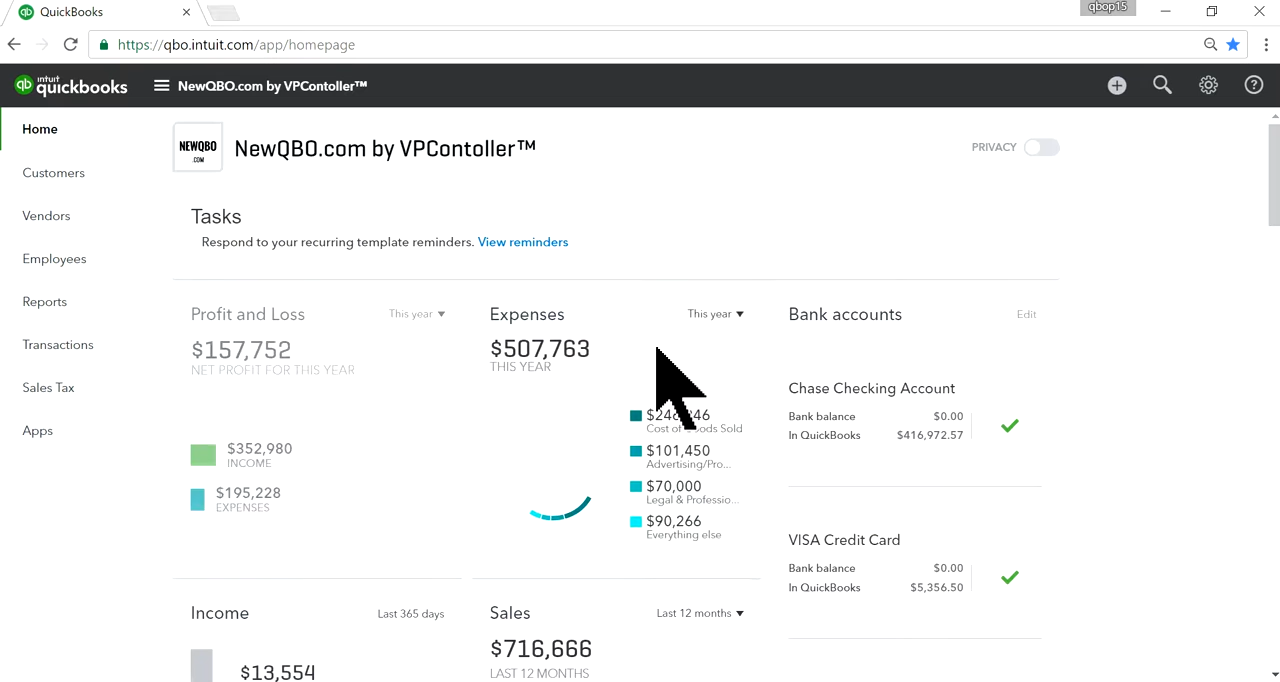 QuickBooks
qbop15
https://qbo.intuit.com/app/homepage
intuit
quickbooks
NewQBO.com by VPContoller™
Home
Customers
Vendors
Employees
Reports
Transactions
Sales Tax
Apps
NEWQBO
.COM
NewQBO.com by VPContoller™
PRIVACY
Tasks
Respond to your recurring template reminders. View reminders
Profit and Loss
This year
$157,752
NET PROFIT FOR THIS YEAR
$352,980
INCOME
$195,228
EXPENSES
Expenses
This year
$507,763
THIS YEAR
Cost of Sold
$101,450
Advertising/Pro...
$70,000
Legal & Professio...
$90,266
Everything else
Bank accounts
Edit
Chase Checking Account
Bank balance $0.00
In QuickBooks $416,972.57
VISA Credit Card
Bank balance $0.00
In QuickBooks $5,356.50
Income
Last 365 days
$13,554
Sales
Last 12 months
$716,666
LAST 12 MONTHS